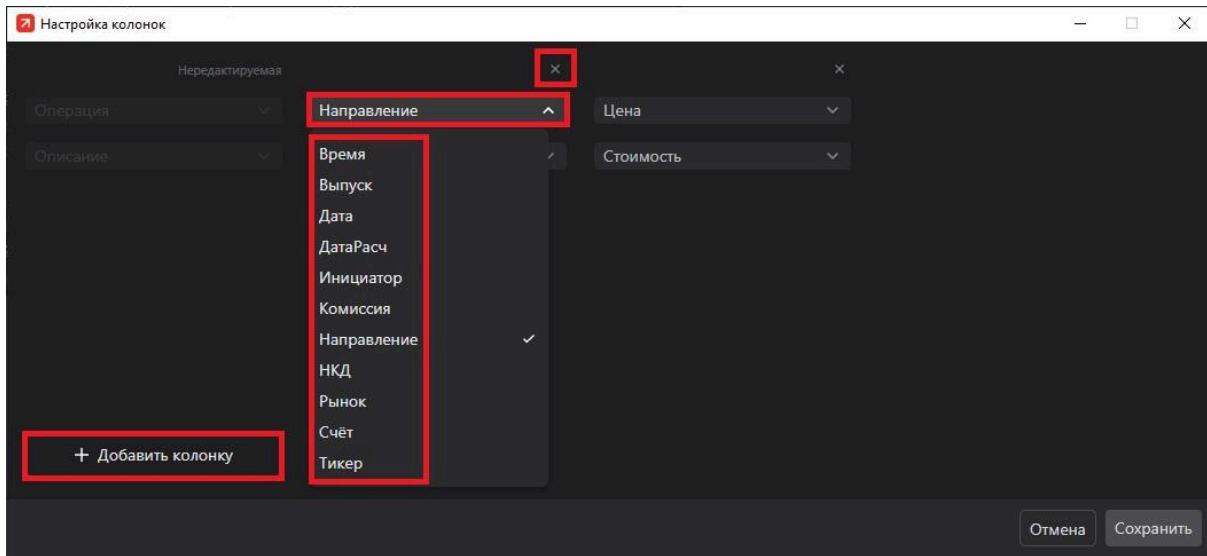 Настройка колонок
Нередактируемая
Операция
Направление
Цена
Описание
Стоимость
Время
Выпуск
Дата
ДатаРасч
Инициатор
Комиссия
Направление
НКД
Рынок
Счёт
Тикер
+ Добавить колонку
Отмена
Сохранить